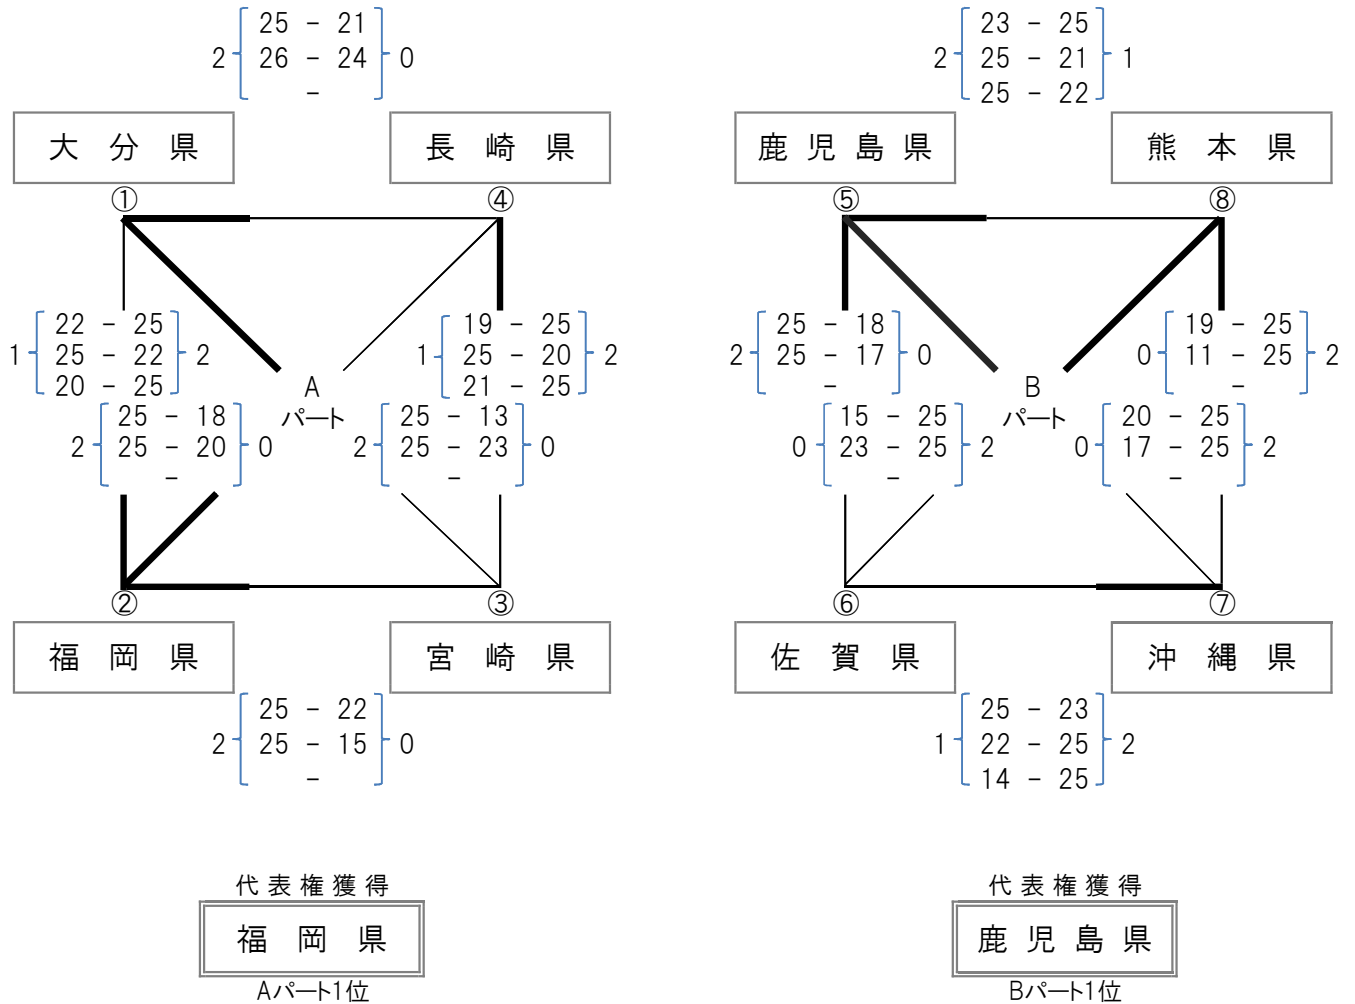 25 - 21
2 26 - 24 0
-
大分県
長崎県
① ④
22 - 25
1 25 - 22 2
20 - 25
19 - 25
1 25 - 20 2
21 - 25
A
パート
25 - 18
2 25 - 20 0
-
25 - 13
2 25 - 23 0
-
② ③
福岡県
宮崎県
25 - 22
2 25 - 15 0
-
代表権獲得
福岡県
Aパート1位
23 - 25
2 25 - 21 1
25 - 22
鹿児島県
熊本県
⑤ ⑧
25 - 18
2 25 - 17 0
-
19 - 25
0 11 - 25 2
-
B
パート
15 - 25
0 23 - 25 2
-
20 - 25
0 17 - 25 2
-
⑥ ⑦
佐賀県
沖縄県
25 - 23
1 22 - 25 2
14 - 25
代表権獲得
鹿児島県
Bパート1位